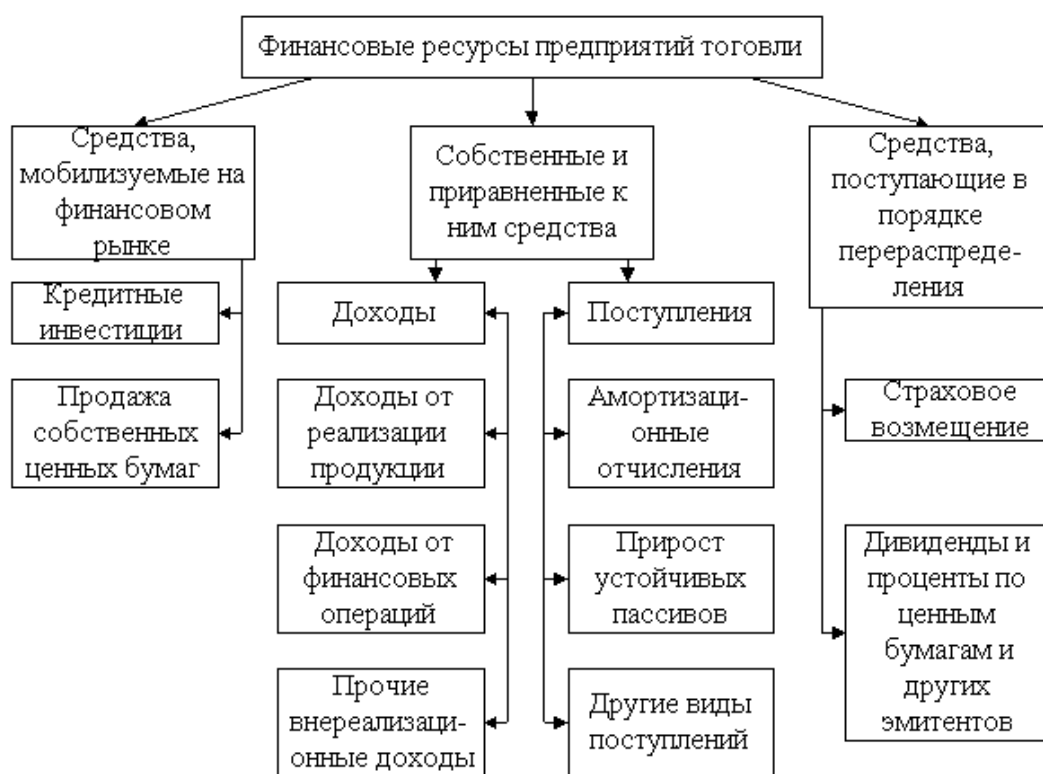 Финансовые ресурсы предприятий тоговли
Средства,
мобилизуемые на
финансовом
рынке
Собственные и
приравненные к
ним средства
Средства,
поступающие в
порядке
перераспреде-
ления
Кредитные
инвестиции
Доходы
Поступления
Продажа
собственных
ценных бумаг
Доходы от
реализации
продукции
Амортизаци-
онные
отчисления
Страховое
возмещение
Доходы от
финансовых
операций
Прирост
устойчивых
пассивов
Дивиденды и
проценты по
ценным
бумагам и
других
эмитентов
Прочие
внереализаци-
онные доходы
Другие виды
поступлений